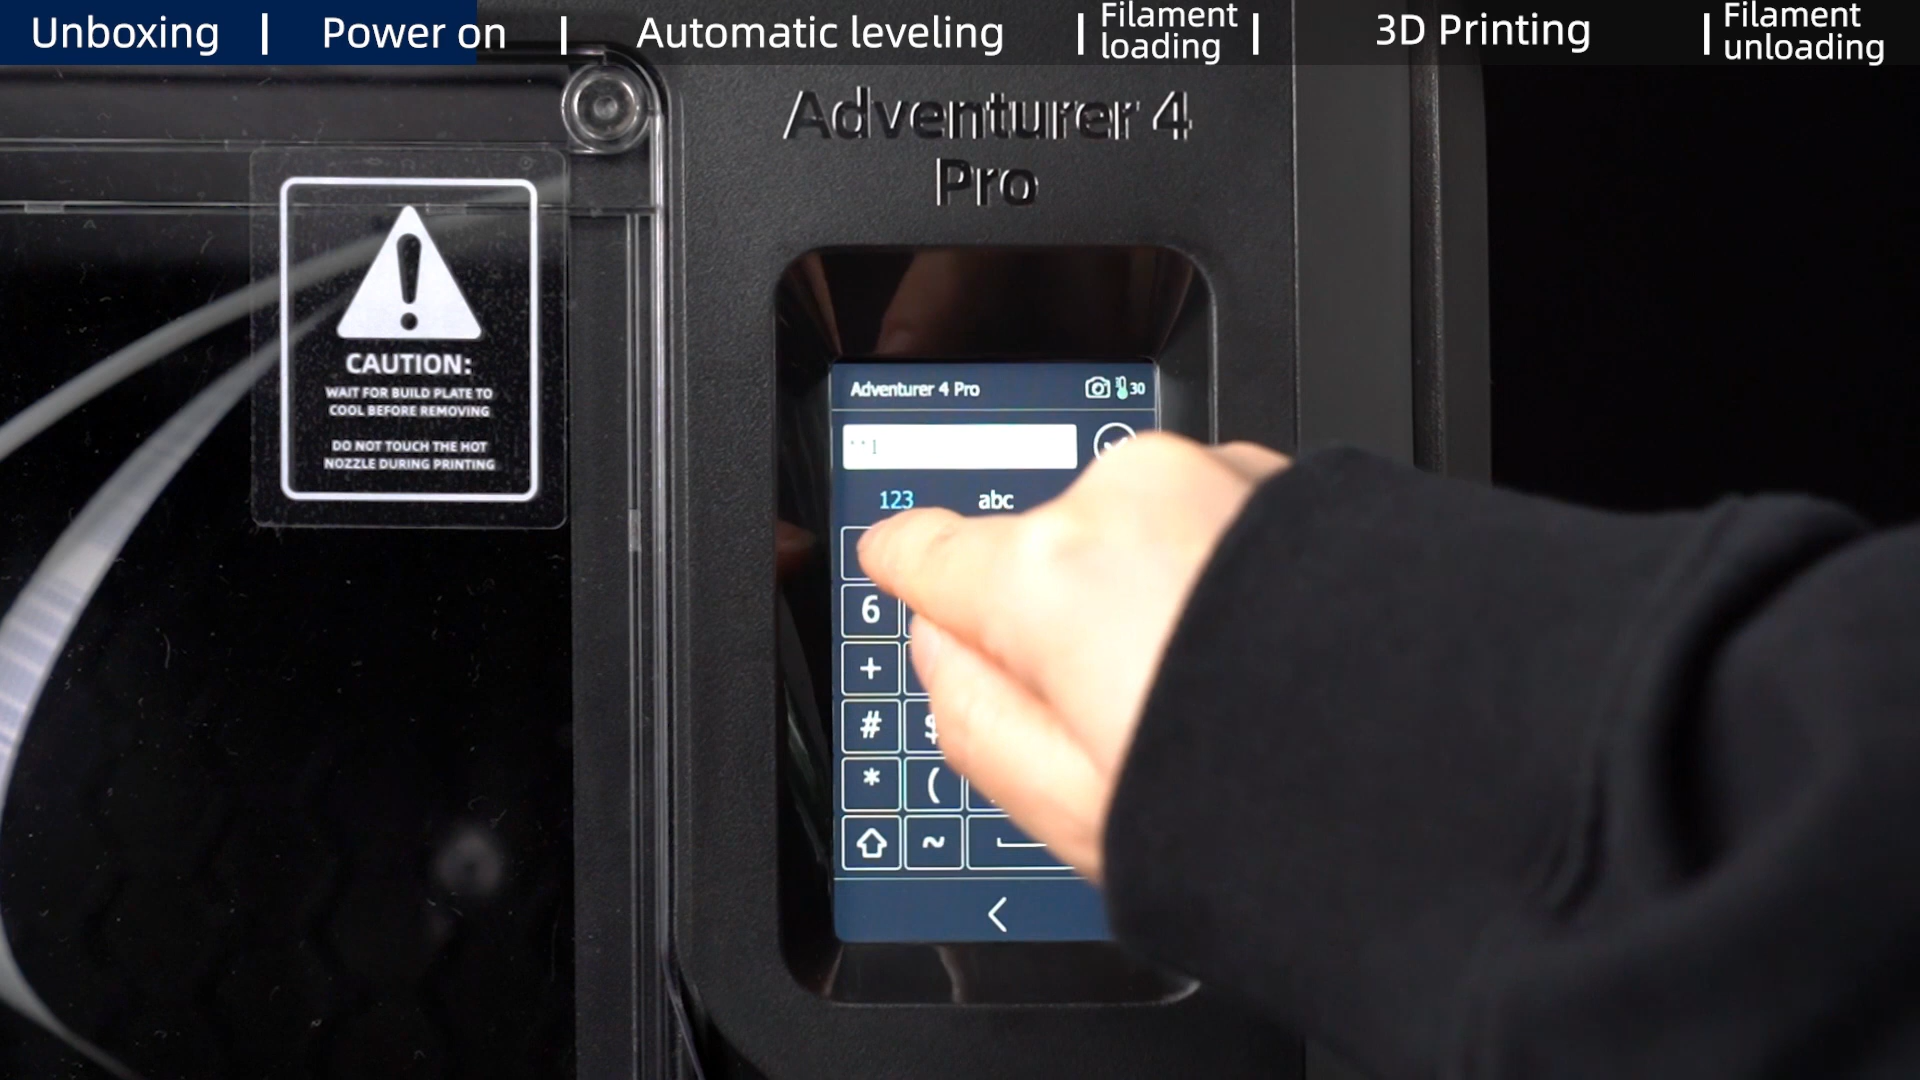 Unboxing | Power on | Automatic leveling | Filament loading | 3D Printing | Filament unloading
Adventurer 4
Pro
CAUTION:
WAIT FOR BUILD PLATE TO
COOL BEFORE REMOVING
DO NOT TOUCH THE HOT
NOZZLE DURING PRINTING
Adventurer 4 Pro 30
**1
123 abc
6
+
# $
* (
~